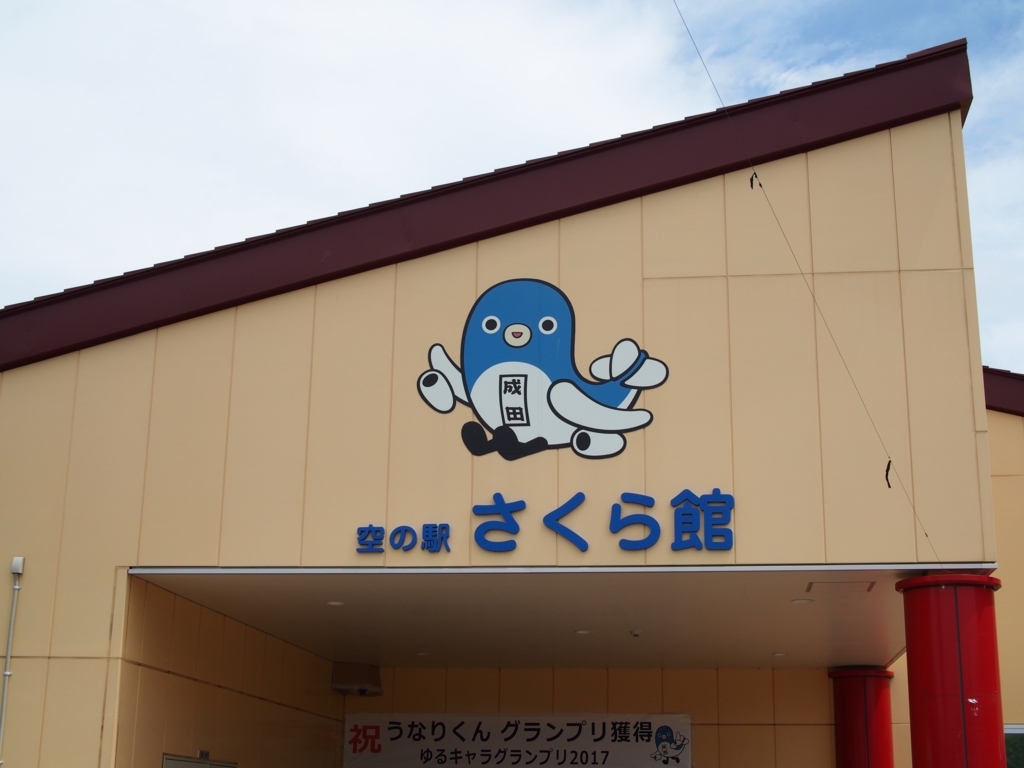 成田
空の駅 さくら館
祝 うなりくん グランプリ獲得
ゆるキャラグランプリ2017